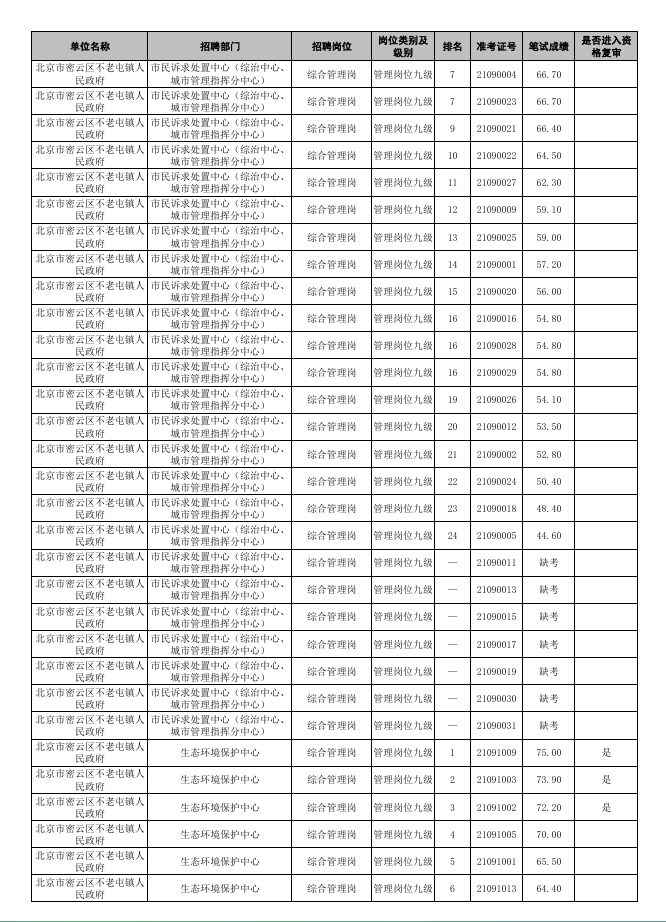 单位名称 招聘部门 招聘岗位 岗位类别及级别 排名 准考证号 笔试成绩 是否进入资格复审
北京市密云区不老屯镇人民政府 市民诉求处置中心（综治中心、城市管理指挥分中心） 综合管理岗 管理岗位九级 7 21090004 66.70
北京市密云区不老屯镇人民政府 市民诉求处置中心（综治中心、城市管理指挥分中心） 综合管理岗 管理岗位九级 7 21090023 66.70
北京市密云区不老屯镇人民政府 市民诉求处置中心（综治中心、城市管理指挥分中心） 综合管理岗 管理岗位九级 9 21090021 66.40
北京市密云区不老屯镇人民政府 市民诉求处置中心（综治中心、城市管理指挥分中心） 综合管理岗 管理岗位九级 10 21090022 64.50
北京市密云区不老屯镇人民政府 市民诉求处置中心（综治中心、城市管理指挥分中心） 综合管理岗 管理岗位九级 11 21090027 62.30
北京市密云区不老屯镇人民政府 市民诉求处置中心（综治中心、城市管理指挥分中心） 综合管理岗 管理岗位九级 12 21090009 59.10
北京市密云区不老屯镇人民政府 市民诉求处置中心（综治中心、城市管理指挥分中心） 综合管理岗 管理岗位九级 13 21090025 59.00
北京市密云区不老屯镇人民政府 市民诉求处置中心（综治中心、城市管理指挥分中心） 综合管理岗 管理岗位九级 14 21090001 57.20
北京市密云区不老屯镇人民政府 市民诉求处置中心（综治中心、城市管理指挥分中心） 综合管理岗 管理岗位九级 15 21090020 56.00
北京市密云区不老屯镇人民政府 市民诉求处置中心（综治中心、城市管理指挥分中心） 综合管理岗 管理岗位九级 16 21090016 54.80
北京市密云区不老屯镇人民政府 市民诉求处置中心（综治中心、城市管理指挥分中心） 综合管理岗 管理岗位九级 16 21090028 54.80
北京市密云区不老屯镇人民政府 市民诉求处置中心（综治中心、城市管理指挥分中心） 综合管理岗 管理岗位九级 16 21090029 54.80
北京市密云区不老屯镇人民政府 市民诉求处置中心（综治中心、城市管理指挥分中心） 综合管理岗 管理岗位九级 19 21090026 54.10
北京市密云区不老屯镇人民政府 市民诉求处置中心（综治中心、城市管理指挥分中心） 综合管理岗 管理岗位九级 20 21090012 53.50
北京市密云区不老屯镇人民政府 市民诉求处置中心（综治中心、城市管理指挥分中心） 综合管理岗 管理岗位九级 21 21090002 52.80
北京市密云区不老屯镇人民政府 市民诉求处置中心（综治中心、城市管理指挥分中心） 综合管理岗 管理岗位九级 22 21090024 50.40
北京市密云区不老屯镇人民政府 市民诉求处置中心（综治中心、城市管理指挥分中心） 综合管理岗 管理岗位九级 23 21090018 48.40
北京市密云区不老屯镇人民政府 市民诉求处置中心（综治中心、城市管理指挥分中心） 综合管理岗 管理岗位九级 24 21090005 44.60
北京市密云区不老屯镇人民政府 市民诉求处置中心（综治中心、城市管理指挥分中心） 综合管理岗 管理岗位九级 — 21090011 缺考
北京市密云区不老屯镇人民政府 市民诉求处置中心（综治中心、城市管理指挥分中心） 综合管理岗 管理岗位九级 — 21090013 缺考
北京市密云区不老屯镇人民政府 市民诉求处置中心（综治中心、城市管理指挥分中心） 综合管理岗 管理岗位九级 — 21090015 缺考
北京市密云区不老屯镇人民政府 市民诉求处置中心（综治中心、城市管理指挥分中心） 综合管理岗 管理岗位九级 — 21090017 缺考
北京市密云区不老屯镇人民政府 市民诉求处置中心（综治中心、城市管理指挥分中心） 综合管理岗 管理岗位九级 — 21090019 缺考
北京市密云区不老屯镇人民政府 市民诉求处置中心（综治中心、城市管理指挥分中心） 综合管理岗 管理岗位九级 — 21090030 缺考
北京市密云区不老屯镇人民政府 市民诉求处置中心（综治中心、城市管理指挥分中心） 综合管理岗 管理岗位九级 — 21090031 缺考
北京市密云区不老屯镇人民政府 生态环境保护中心 综合管理岗 管理岗位九级 1 21091009 75.00 是
北京市密云区不老屯镇人民政府 生态环境保护中心 综合管理岗 管理岗位九级 2 21091003 73.90 是
北京市密云区不老屯镇人民政府 生态环境保护中心 综合管理岗 管理岗位九级 3 21091002 72.20 是
北京市密云区不老屯镇人民政府 生态环境保护中心 综合管理岗 管理岗位九级 4 21091005 70.00
北京市密云区不老屯镇人民政府 生态环境保护中心 综合管理岗 管理岗位九级 5 21091001 65.50
北京市密云区不老屯镇人民政府 生态环境保护中心 综合管理岗 管理岗位九级 6 21091013 64.40